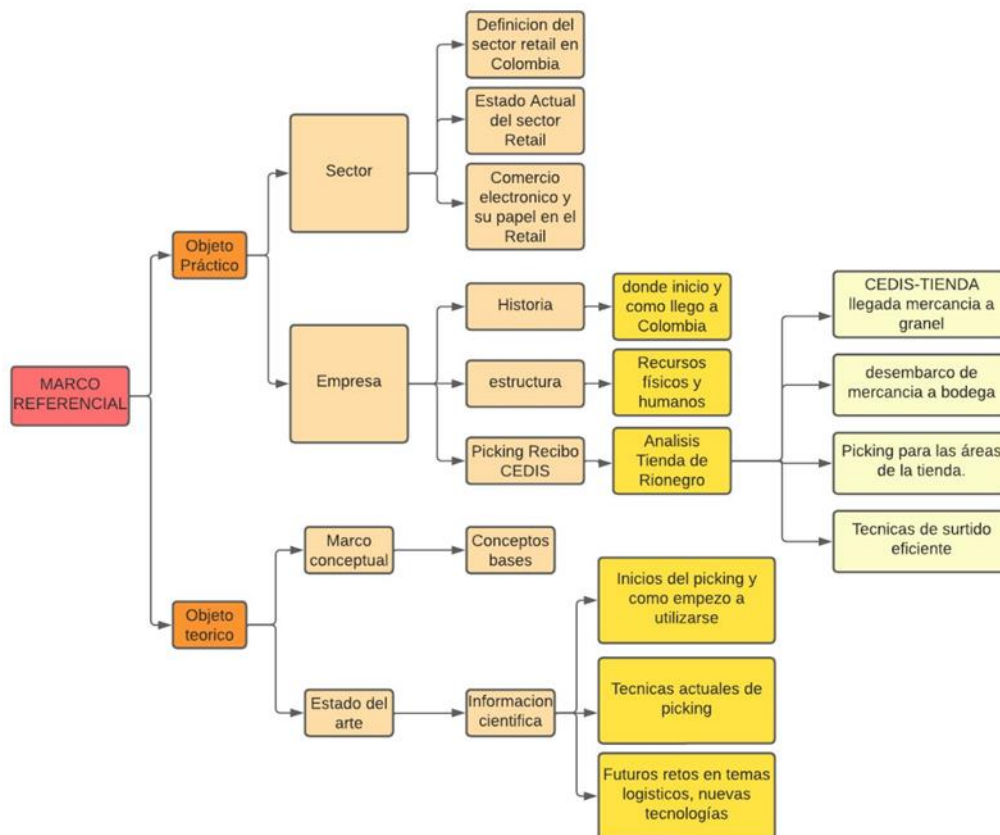 MARCO
REFERENCIAL
Objeto
Práctico
Sector
Definicion del
sector retail en
Colombia
Estado Actual
del sector
Retail
Comercio
electronico y
su papel en el
Retail
Empresa
Historia
donde inicio y
como llego a
Colombia
estructura
Recursos
físicos y
humanos
Picking Recibo
CEDIS
Analisis
Tienda de
Rionegro
CEDIS-TIENDA
llegada mercancia a
granel
desembarco de
mercancia a bodega
Picking para las áreas
de la tienda.
Tecnicas de surtido
eficiente
Objeto
teorico
Marco
conceptual
Conceptos
bases
Estado del
arte
Informacion
cientifica
Inicios del picking y
como empezo a
utilizarse
Tecnicas actuales de
picking
Futuros retos en temas
logisticos, nuevas
tecnologías